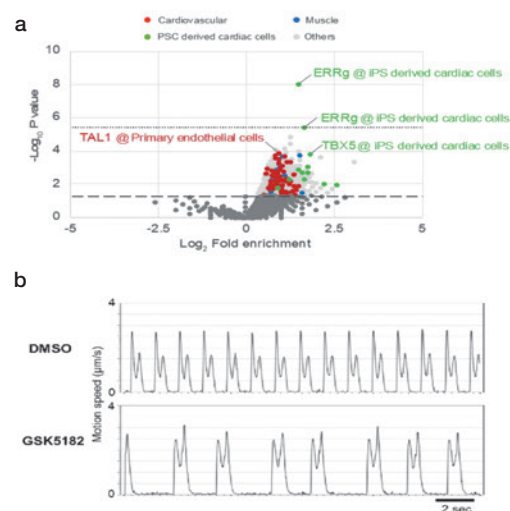 a
Cardiovascular
Muscle
PSC derived cardiac cells
Others
10
8
6
4
2
0
-Log10 P value
ERRg @ iPS derived cardiac cells
ERRg @ iPS derived cardiac cells
TAL1 @ Primary endothelial cells
TBX5 @ iPS derived cardiac cells
-5
-2.5
0
2.5
5
Log2 Fold enrichment
b
DMSO
GSK5182
Motion speed (μm/s)
4
0
4
0
2 sec